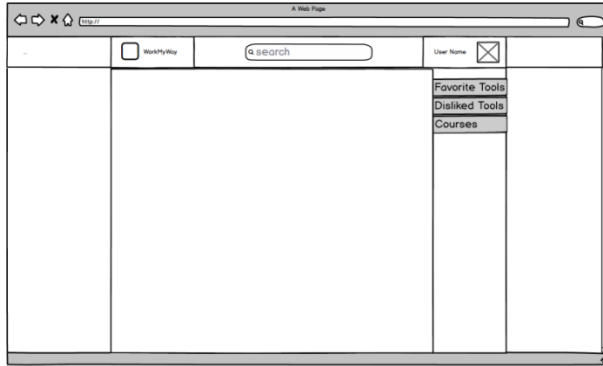 A Web Page
http://
WorkMyWay
search
User Name
Favorite Tools
Disliked Tools
Courses